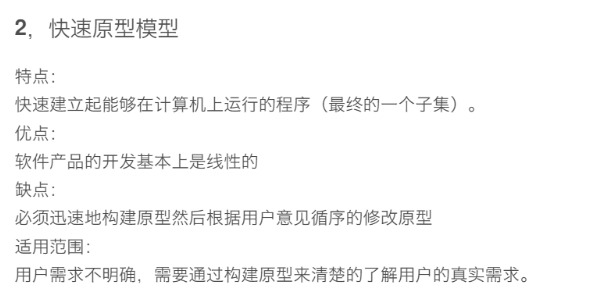 2，快速原型模型
特点：
快速建立起能够在计算机上运行的程序（最终的一个子集）。
优点：
软件产品的开发基本上是线性的
缺点：
必须迅速地构建原型然后根据用户意见循序的修改原型
适用范围：
用户需求不明确，需要通过构建原型来清楚的了解用户的真实需求。